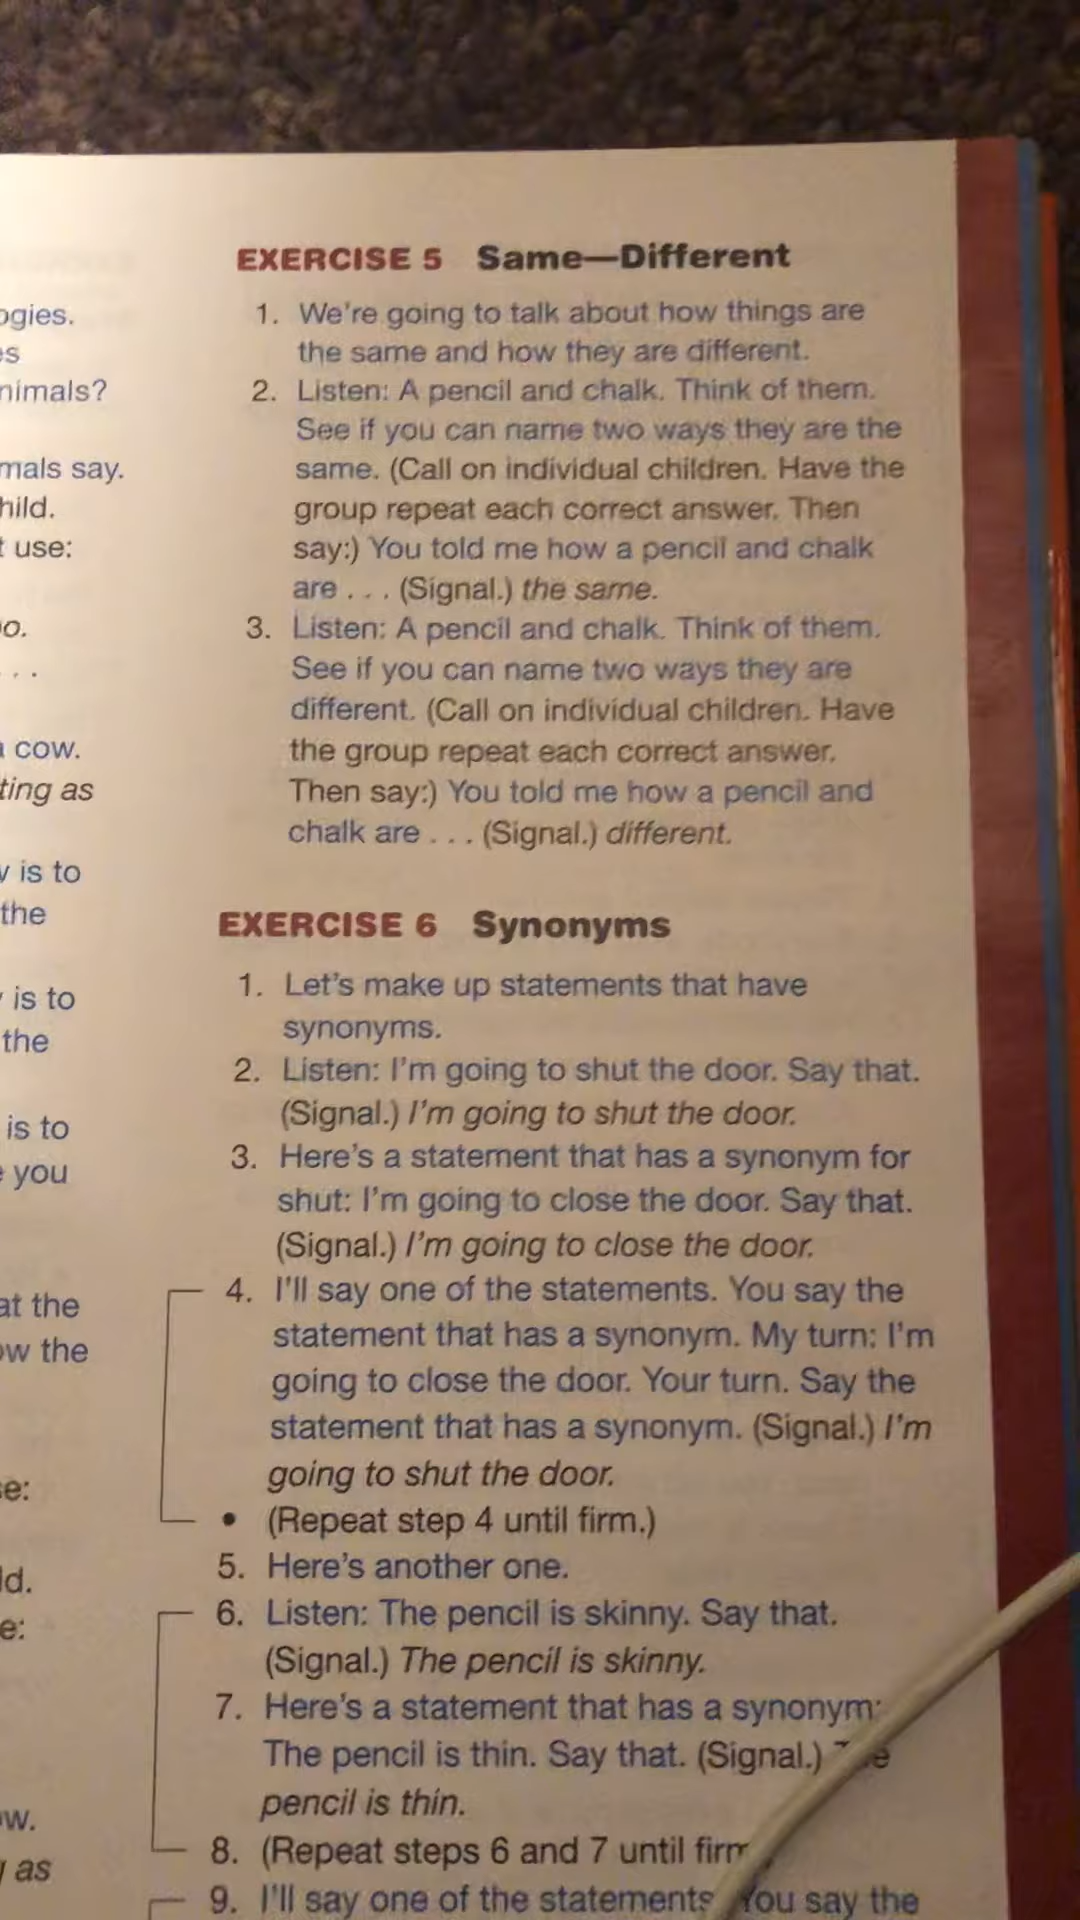 ogies.
es
nimals?
mals say.
hild.
t use:
oo.
. . .
a cow.
ting as
y is to
the
y is to
the
is to
e you
at the
ow the
se:
ld.
e:
ow.
g as
EXERCISE 5 Same—Different
1. We're going to talk about how things are
the same and how they are different.
2. Listen: A pencil and chalk. Think of them.
See if you can name two ways they are the
same. (Call on individual children. Have the
group repeat each correct answer. Then
say:) You told me how a pencil and chalk
are . . . (Signal.) the same.
3. Listen: A pencil and chalk. Think of them.
See if you can name two ways they are
different. (Call on individual children. Have
the group repeat each correct answer.
Then say:) You told me how a pencil and
chalk are . . . (Signal.) different.
EXERCISE 6 Synonyms
1. Let's make up statements that have
synonyms.
2. Listen: I'm going to shut the door. Say that.
(Signal.) I'm going to shut the door.
3. Here's a statement that has a synonym for
shut: I'm going to close the door. Say that.
(Signal.) I'm going to close the door.
4. I'll say one of the statements. You say the
statement that has a synonym. My turn: I'm
going to close the door. Your turn. Say the
statement that has a synonym. (Signal.) I'm
going to shut the door.
• (Repeat step 4 until firm.)
5. Here's another one.
6. Listen: The pencil is skinny. Say that.
(Signal.) The pencil is skinny.
7. Here's a statement that has a synonym:
The pencil is thin. Say that. (Signal.) The
pencil is thin.
8. (Repeat steps 6 and 7 until firm
9. I'll say one of the statements. You say the